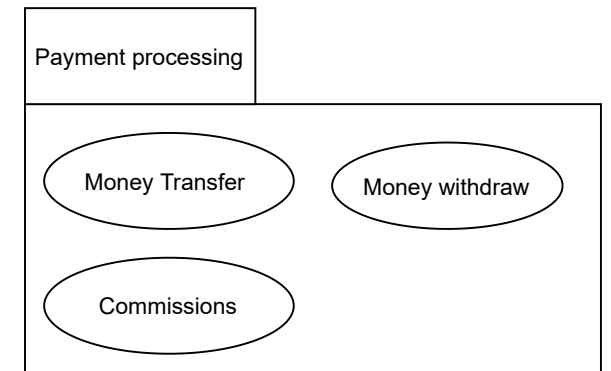 Payment processing
Money Transfer
Money withdraw
Commissions